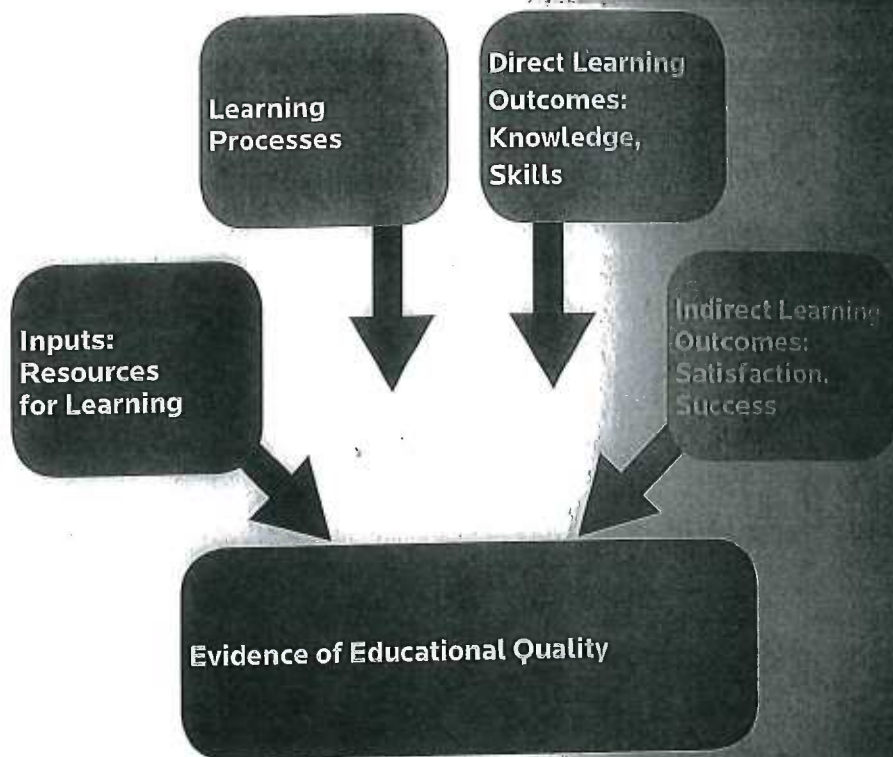 Learning
Processes
Direct Learning
Outcomes:
Knowledge,
Skills
Inputs:
Resources
for Learning
Indirect Learning
Outcomes:
Satisfaction,
Success
Evidence of Educational Quality